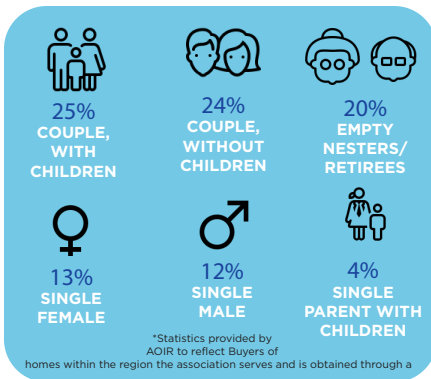 25%
COUPLE,
WITH
CHILDREN
24%
COUPLE,
WITHOUT
CHILDREN
20%
EMPTY
NESTERS/
RETIREES
13%
SINGLE
FEMALE
12%
SINGLE
MALE
4%
SINGLE
PARENT WITH
CHILDREN
*Statistics provided by
AOIR to reflect Buyers of
homes within the region the association serves and is obtained through a